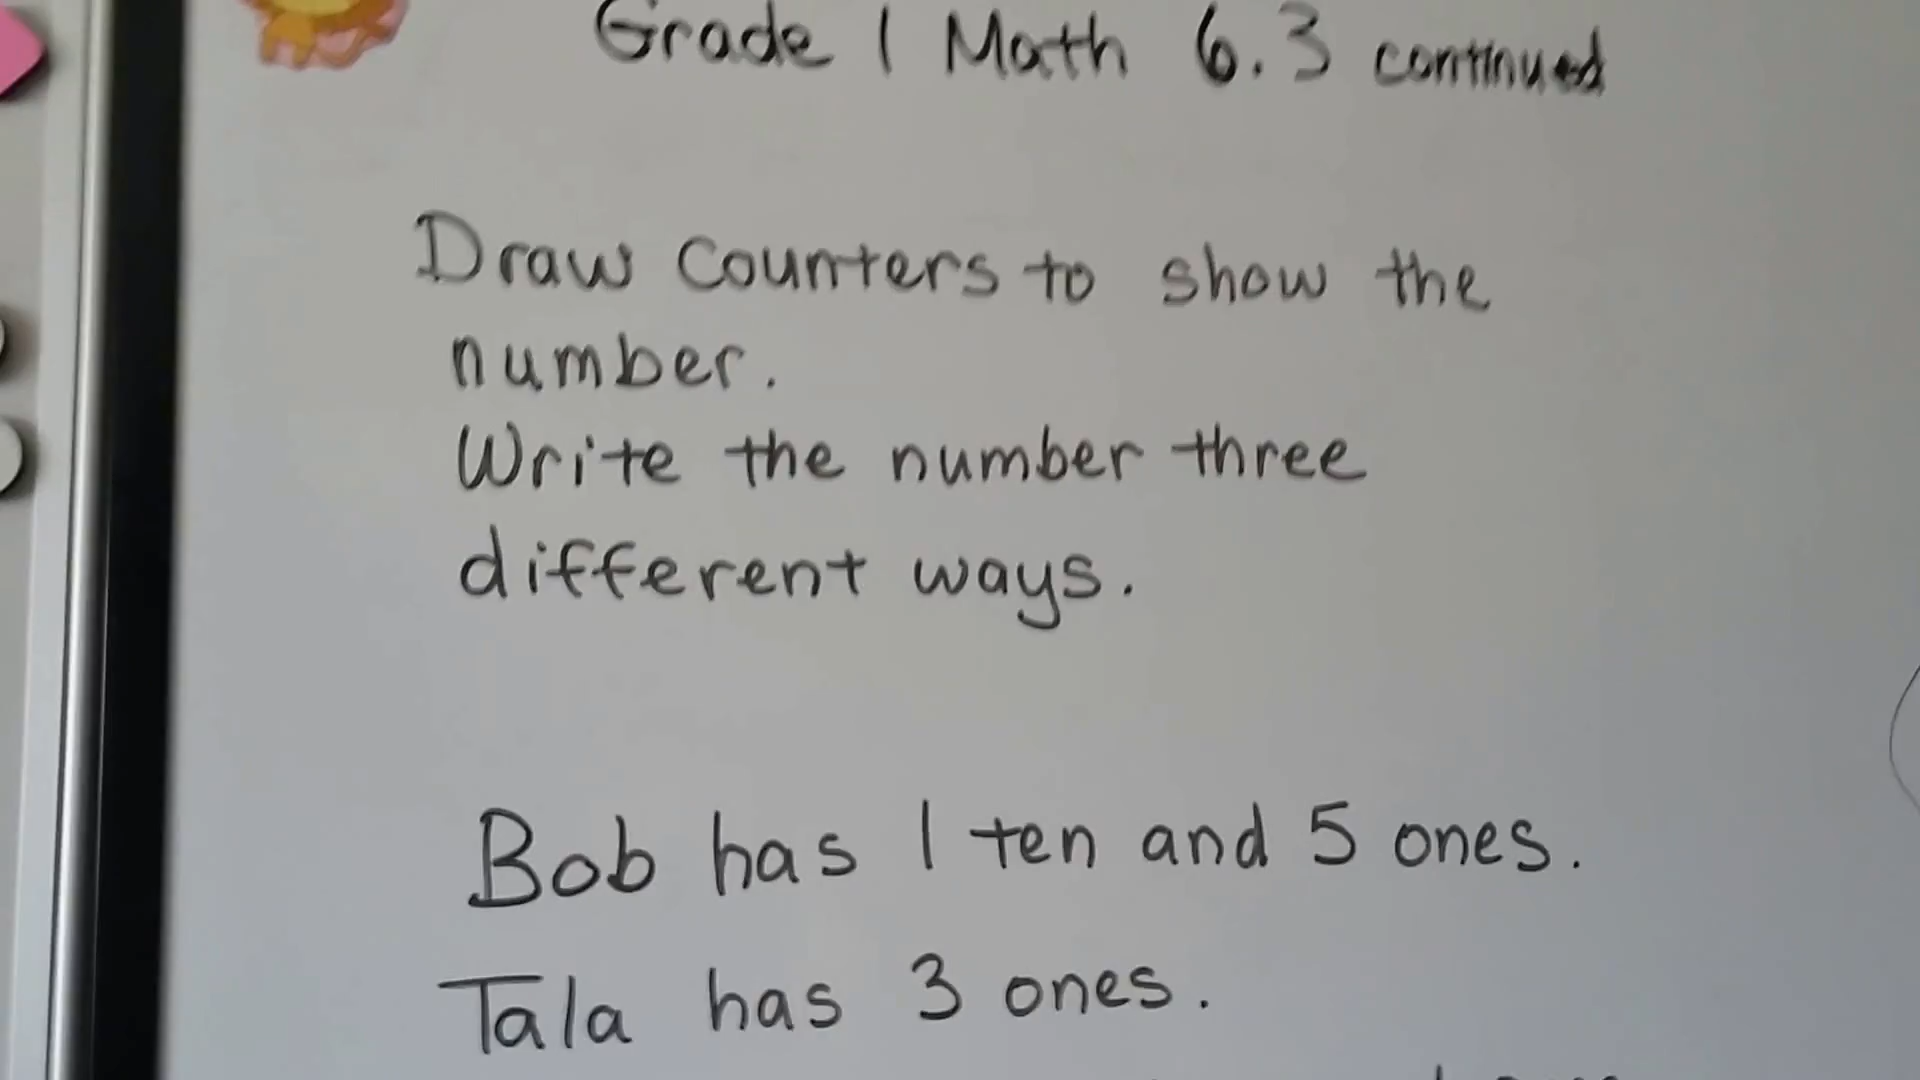 Grade 1 Math 6.3 continued
Draw counters to show the
number.
Write the number three
different ways.
Bob has 1 ten and 5 ones.
Tala has 3 ones.